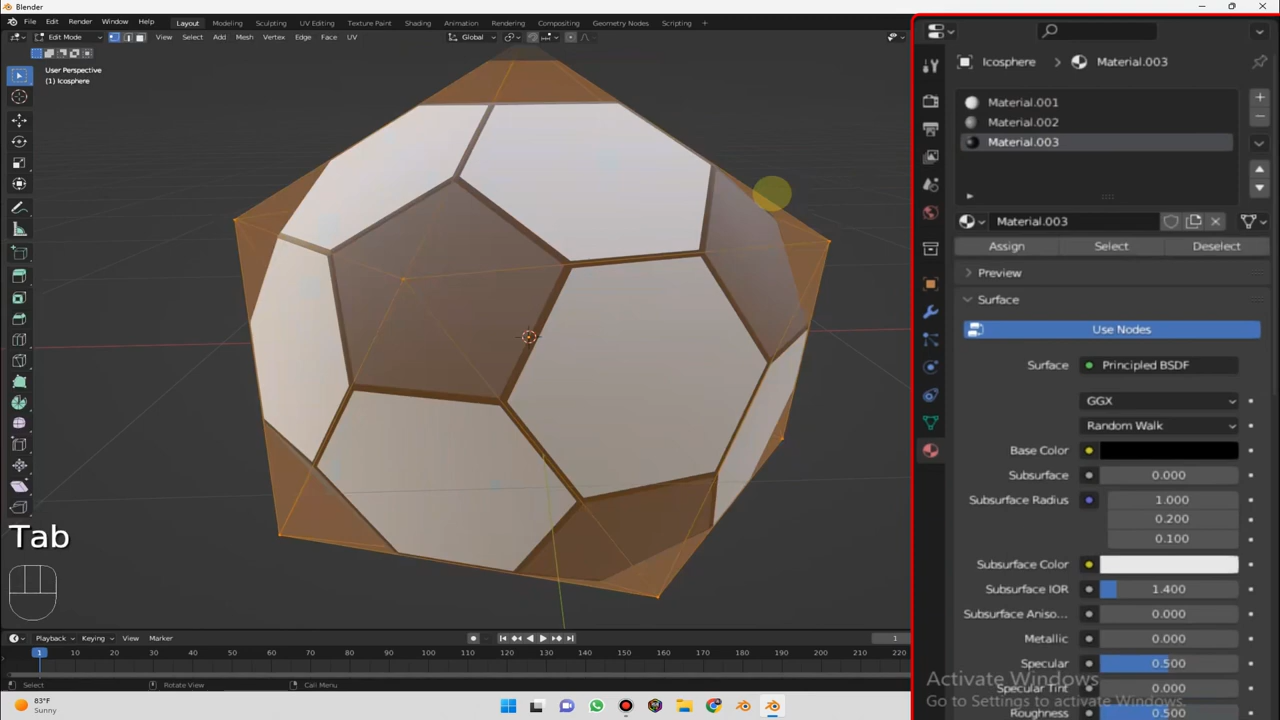 Blender
File Edit Render Window Help Layout Modeling Sculpting UV Editing Texture Paint Shading Animation Rendering Compositing Geometry Nodes Scripting +
Edit Mode View Select Add Mesh Vertex Edge Face UV Global
User Perspective
(1) Icosphere
Tab
Icosphere > Material.003
Material.001
Material.002
Material.003
Material.003
Assign Select Deselect
Preview
Surface
Use Nodes
Surface Principled BSDF
GGX
Random Walk
Base Color
Subsurface 0.000
Subsurface Radius 1.000
0.200
0.100
Subsurface Color
Subsurface IOR 1.400
Subsurface Aniso... 0.000
Metallic 0.000
Specular 0.500
Specular Tint 0.000
Roughness 0.500
Activate Windows
Go to Settings to activate Windows.
Playback Keying View Marker 1
1 10 20 30 40 50 60 70 80 90 100 110 120 130 140 150 160 170 180 190 200 210 220
Select Rotate View Call Menu
83°F
Sunny